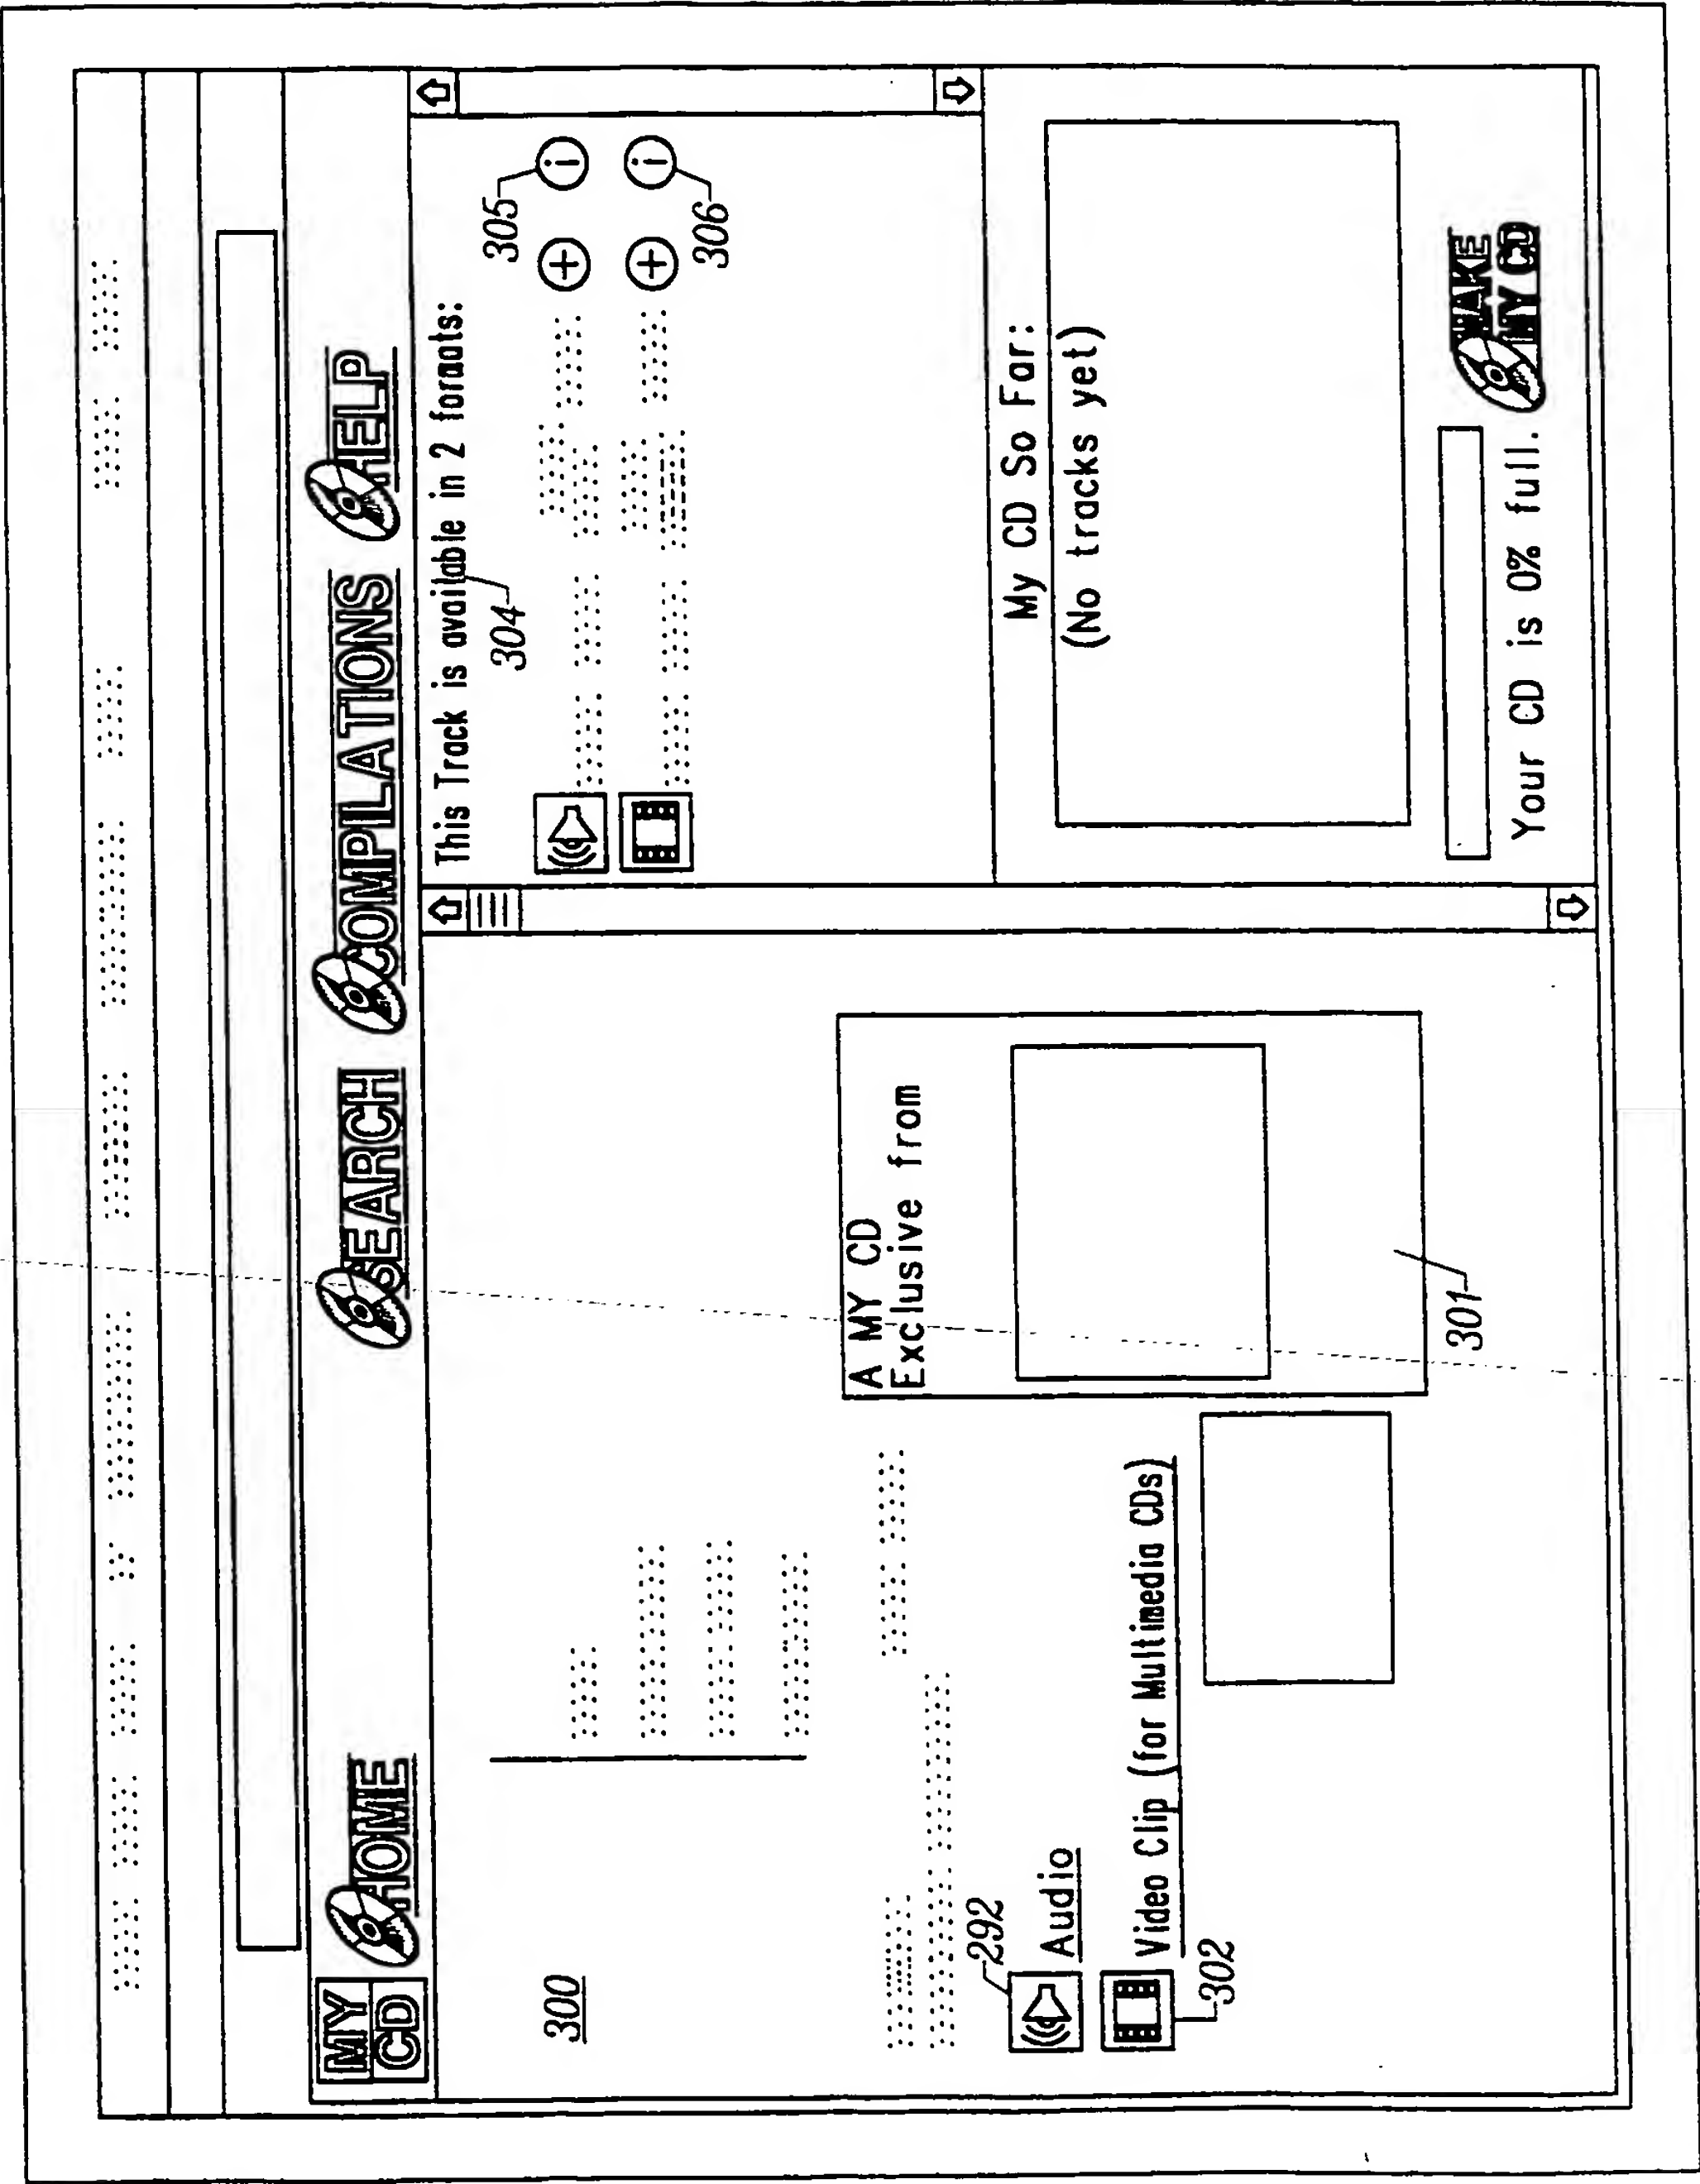 MY
CD
HOME
SEARCH
COMPILATIONS
HELP
300
292
Audio
Video Clip (for Multimedia CDs)
302
A MY CD
Exclusive from
301
This Track is available in 2 foraats:
304
305
306
My CD So Far:
(No tracks yet)
Your CD is 0% full.
MAKE
MY CD